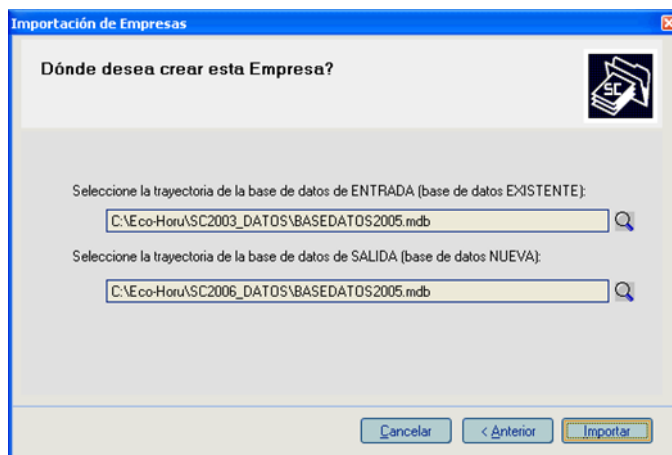 Importación de Empresas
Dónde desea crear esta Empresa?
SC
Seleccione la trayectoria de la base de datos de ENTRADA (base de datos EXISTENTE):
C:\Eco-Horu\SC2003_DATOS\BASEDATOS2005.mdb
Seleccione la trayectoria de la base de datos de SALIDA (base de datos NUEVA):
C:\Eco-Horu\SC2006_DATOS\BASEDATOS2005.mdb
Cancelar < Anterior Importar